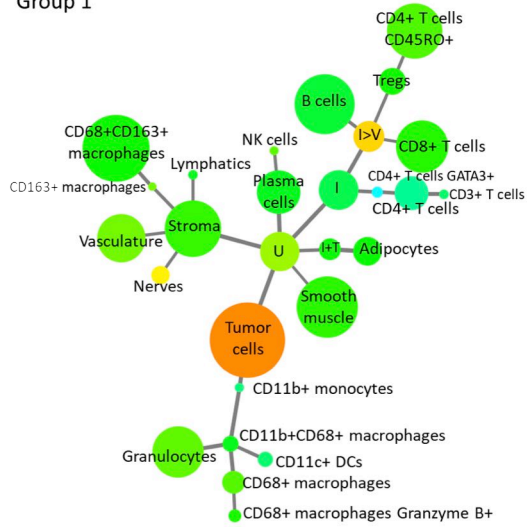 Group 1
CD4+ T cells
CD45RO+
Tregs
B cells
I>V
CD8+ T cells
CD68+CD163+
macrophages
NK cells
Lymphatics
CD163+ macrophages
Plasma
cells
I
CD4+ T cells GATA3+
CD3+ T cells
CD4+ T cells
Stroma
Vasculature
U
I+T
Adipocytes
Nerves
Smooth
muscle
Tumor
cells
CD11b+ monocytes
CD11b+CD68+ macrophages
Granulocytes
CD11c+ DCs
CD68+ macrophages
CD68+ macrophages Granzyme B+